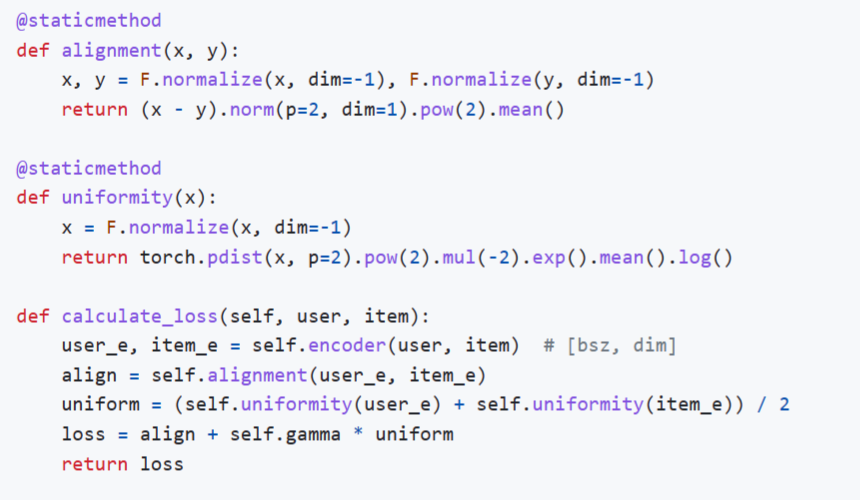 @staticmethod
def alignment(x, y):
    x, y = F.normalize(x, dim=-1), F.normalize(y, dim=-1)
    return (x - y).norm(p=2, dim=1).pow(2).mean()

@staticmethod
def uniformity(x):
    x = F.normalize(x, dim=-1)
    return torch.pdist(x, p=2).pow(2).mul(-2).exp().mean().log()

def calculate_loss(self, user, item):
    user_e, item_e = self.encoder(user, item)  # [bsz, dim]
    align = self.alignment(user_e, item_e)
    uniform = (self.uniformity(user_e) + self.uniformity(item_e)) / 2
    loss = align + self.gamma * uniform
    return loss